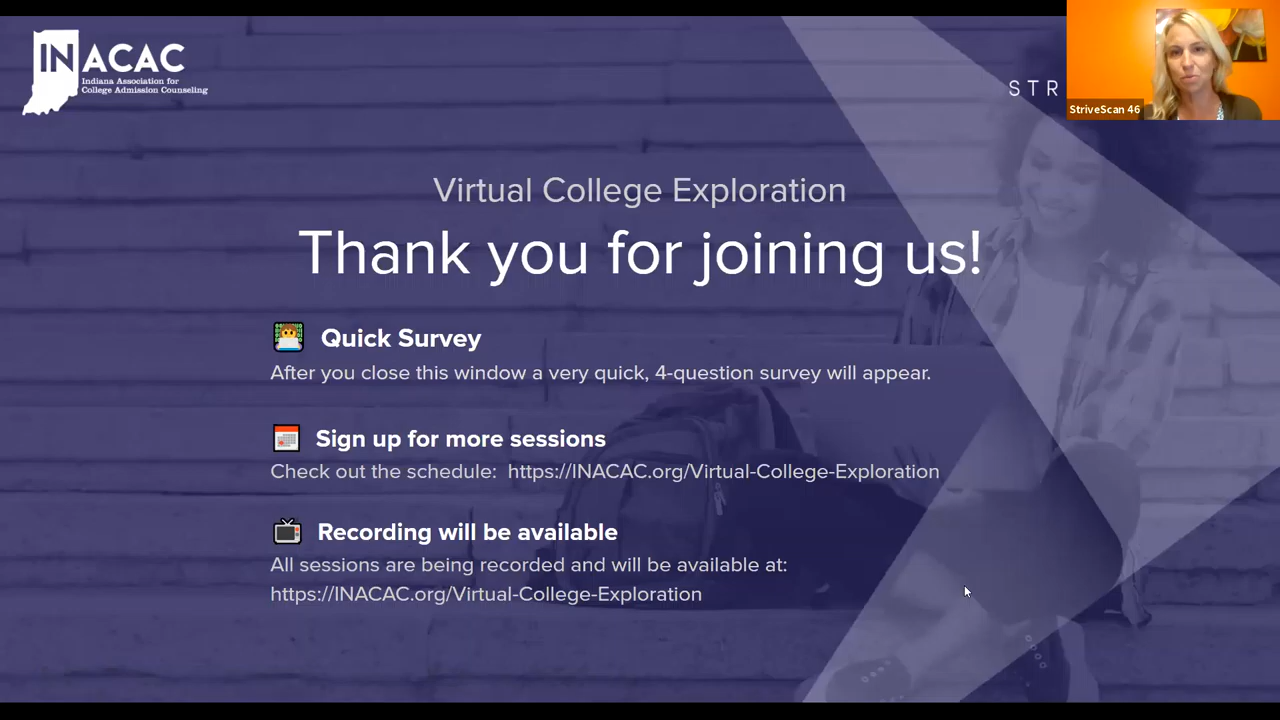 INACAC
Indiana Association for
College Admission Counseling
STR
StriveScan 46
Virtual College Exploration
Thank you for joining us!
Quick Survey
After you close this window a very quick, 4-question survey will appear.
Sign up for more sessions
Check out the schedule: https://INACAC.org/Virtual-College-Exploration
Recording will be available
All sessions are being recorded and will be available at:
https://INACAC.org/Virtual-College-Exploration